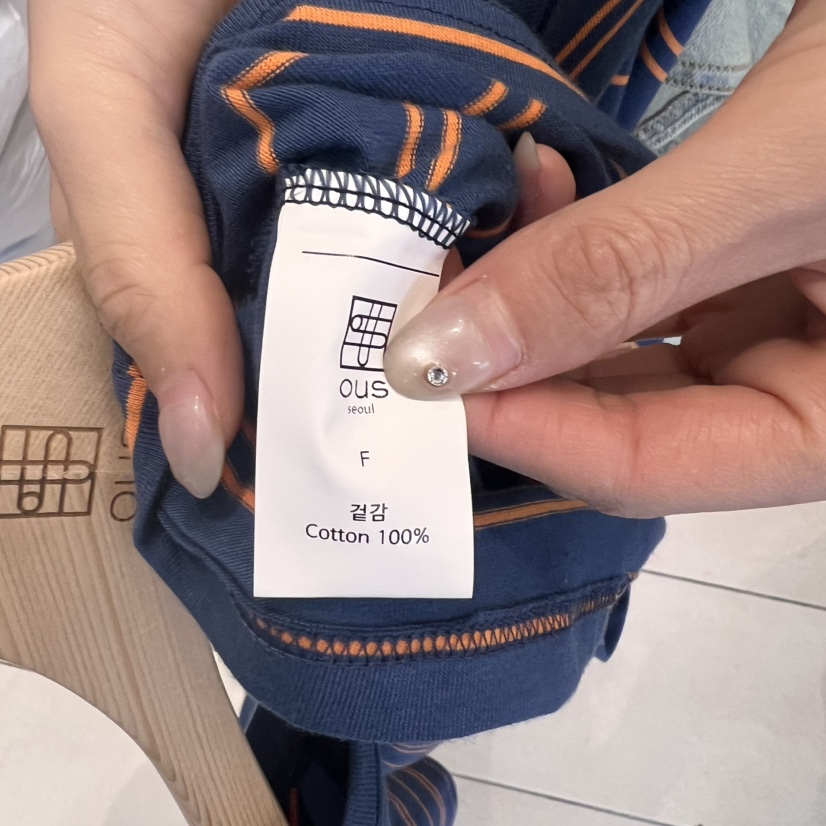 ous
seoul
F
겉감
Cotton 100%